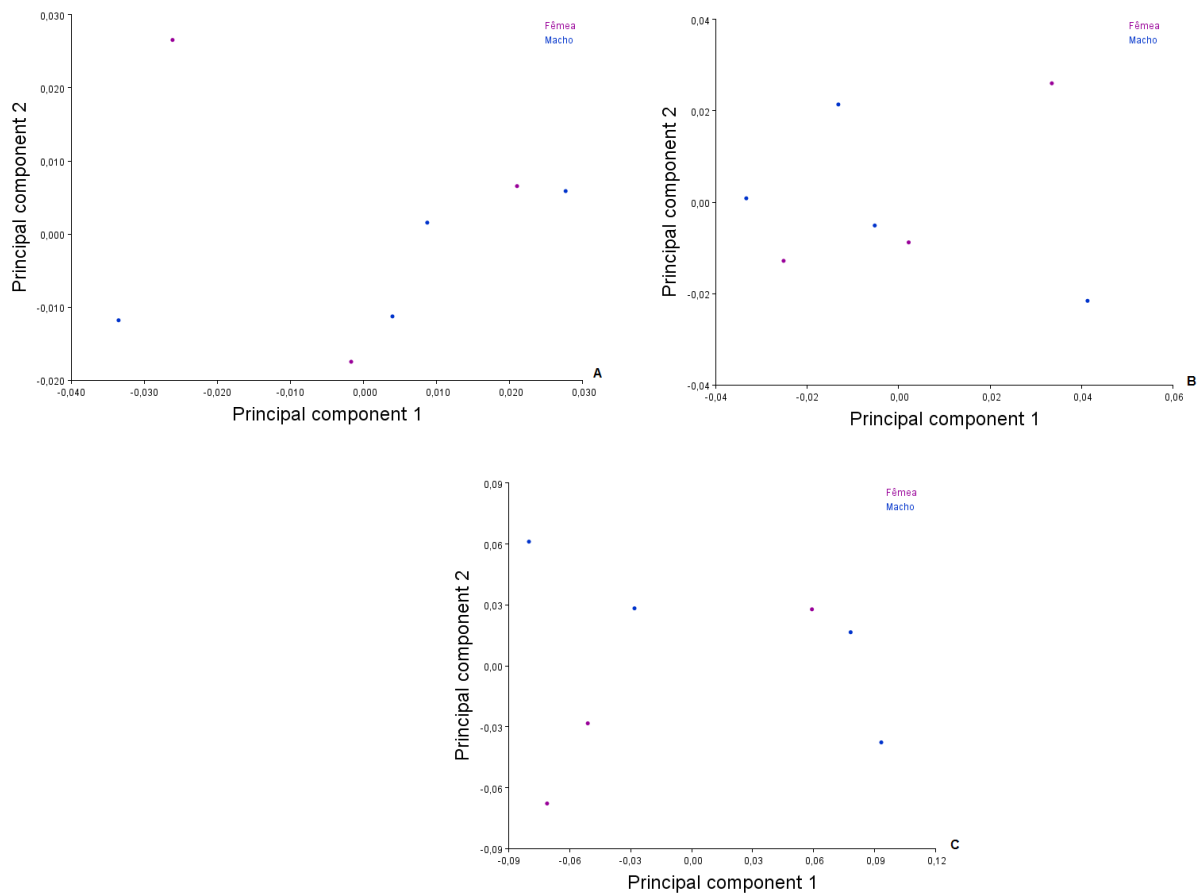 Principal component 2
0,030
0,020
0,010
0,000
-0,010
-0,020
-0,040
-0,030
-0,020
-0,010
0,000
0,010
0,020
0,030
Principal component 1
Fêmea
Macho
A
Principal component 2
0,04
0,02
0,00
-0,02
-0,04
-0,04
-0,02
0,00
0,02
0,04
0,06
Principal component 1
Fêmea
Macho
B
Principal component 2
0,09
0,06
0,03
0,00
-0,03
-0,06
-0,09
-0,09
-0,06
-0,03
0,00
0,03
0,06
0,09
0,12
Principal component 1
Fêmea
Macho
C